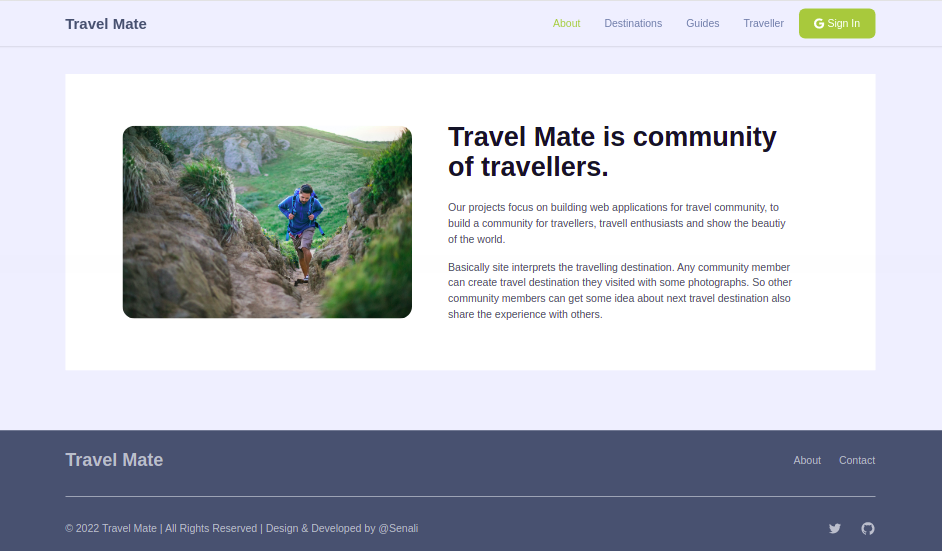 Travel Mate
About Destinations Guides Traveller Sign In
Travel Mate is community
of travellers.
Our projects focus on building web applications for travel community, to
build a community for travellers, travell enthusiasts and show the beautiy
of the world.
Basically site interprets the travelling destination. Any community member
can create travel destination they visited with some photographs. So other
community members can get some idea about next travel destination also
share the experience with others.
Travel Mate
About Contact
© 2022 Travel Mate | All Rights Reserved | Design & Developed by @Senali